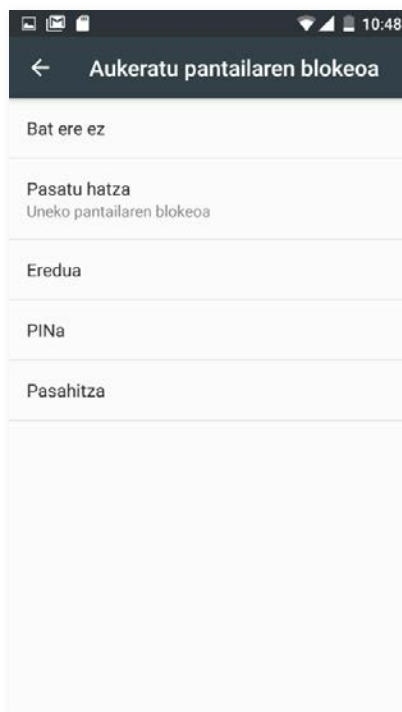 10:48
Aukeratu pantailaren blokeoa
Bat ere ez
Pasatu hatza
Uneko pantailaren blokeoa
Eredua
PINa
Pasahitza